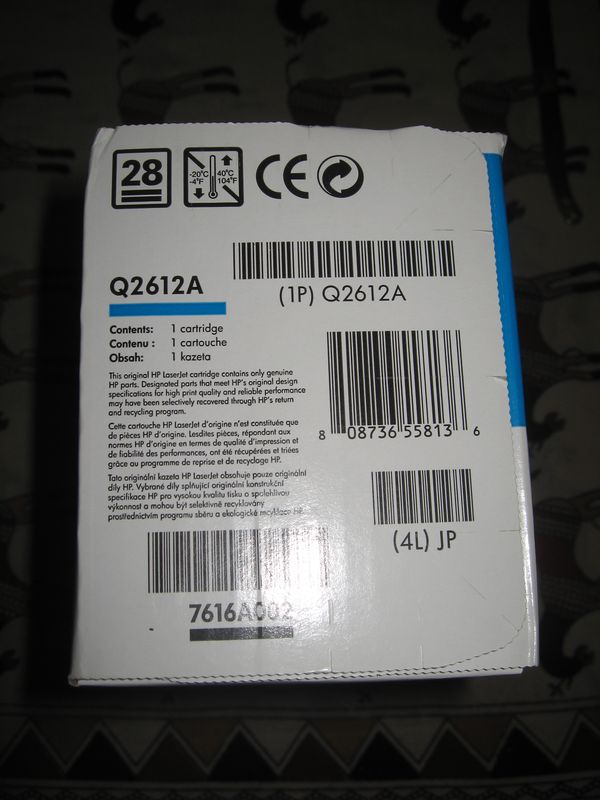 28
-20°C
-4°F
40°C
104°F
CE
(1P) Q2612A
Q2612A
Contents: 1 cartridge
Contenu : 1 cartouche
Obsah: 1 kazeta
This original HP LaserJet cartridge contains only genuine
HP parts. Designated parts that meet HP's original design
specifications for high print quality and reliable performance
may have been selectively recovered through HP's return
and recycling program.
Cette cartouche HP LaserJet d'origine n'est constituée que
de pièces HP d'origine. Lesdites pièces, répondant aux
normes HP d'origine en termes de qualité d'impression et
de fiabilité des performances, ont été récupérées et triées
grâce au programme de reprise et de recyclage HP.
Tato originální kazeta HP LaserJet obsahuje pouze originální
díly HP. Vybrané díly splňující originální konstrukční
specifikace HP pro vysokou kvalitu tisku a spolehlivou
výkonnost a mohou být selektivně recyklovány
prostřednictvím programu sběru a ekologické recyklace HP.
8 08736 55813 6
(4L) JP
7616A002